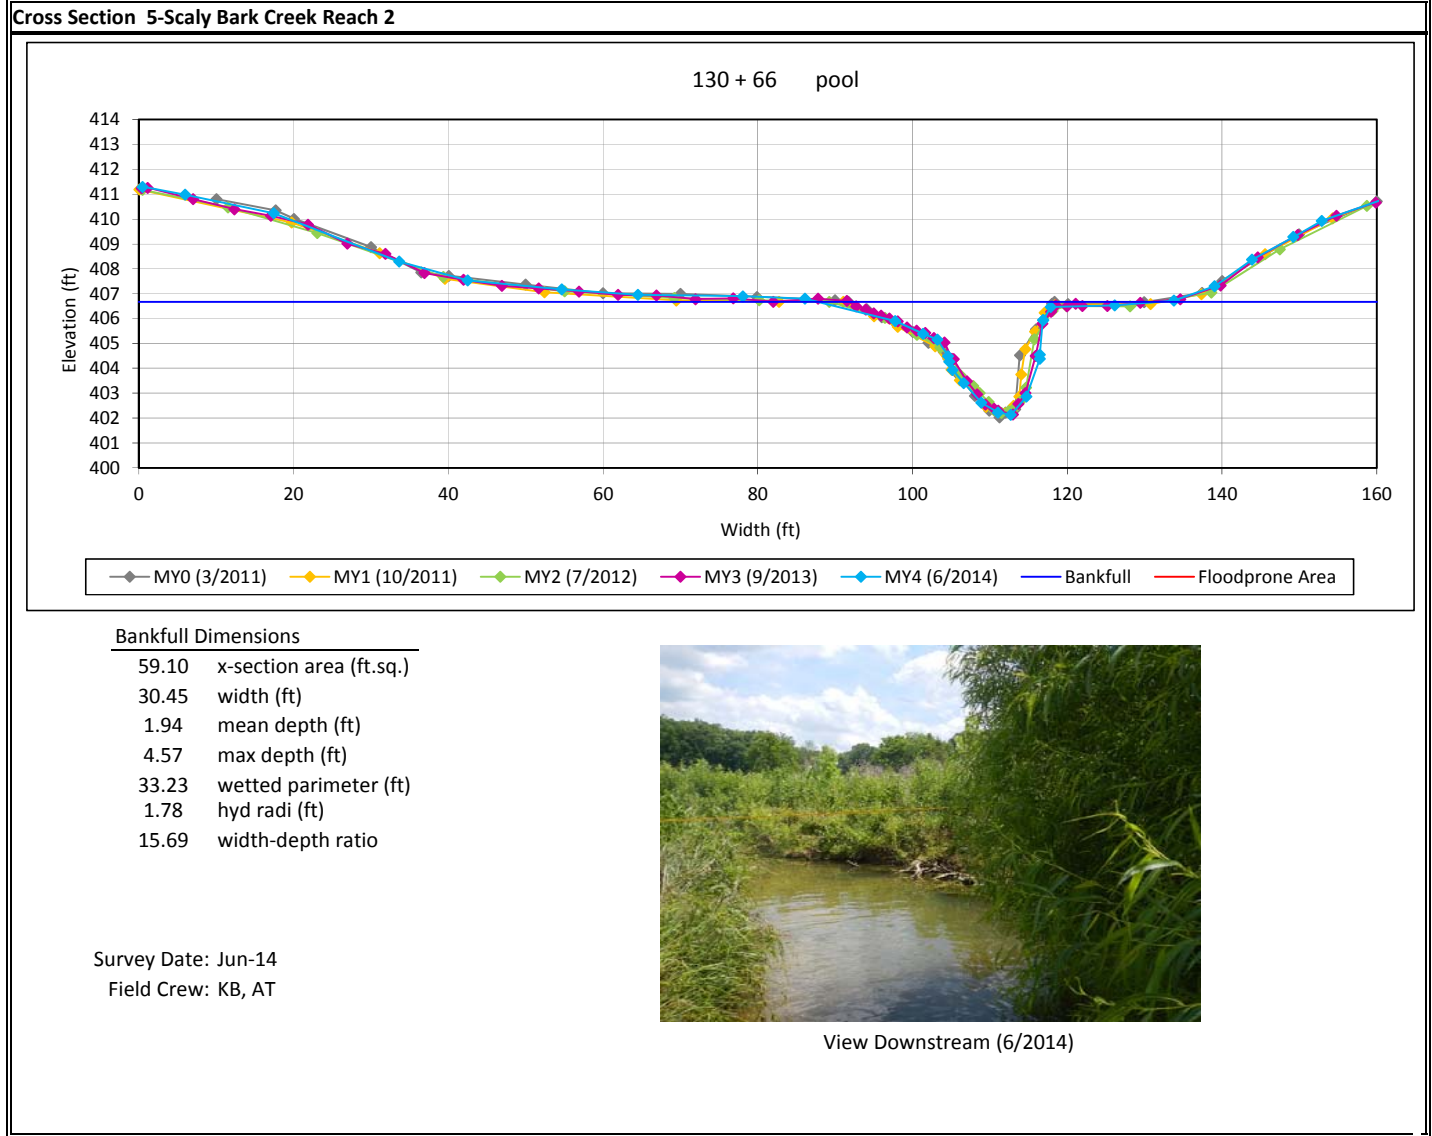 Cross Section 5-Scaly Bark Creek Reach 2
130 + 66 pool
414
413
412
411
410
409
408
407
406
405
404
403
402
401
400
Elevation (ft)
0 20 40 60 80 100 120 140 160
Width (ft)
MY0 (3/2011) MY1 (10/2011) MY2 (7/2012) MY3 (9/2013) MY4 (6/2014) Bankfull Floodprone Area
Bankfull Dimensions
59.10 x-section area (ft.sq.)
30.45 width (ft)
1.94 mean depth (ft)
4.57 max depth (ft)
33.23 wetted parimeter (ft)
1.78 hyd radi (ft)
15.69 width-depth ratio
Survey Date: Jun-14
Field Crew: KB, AT
View Downstream (6/2014)